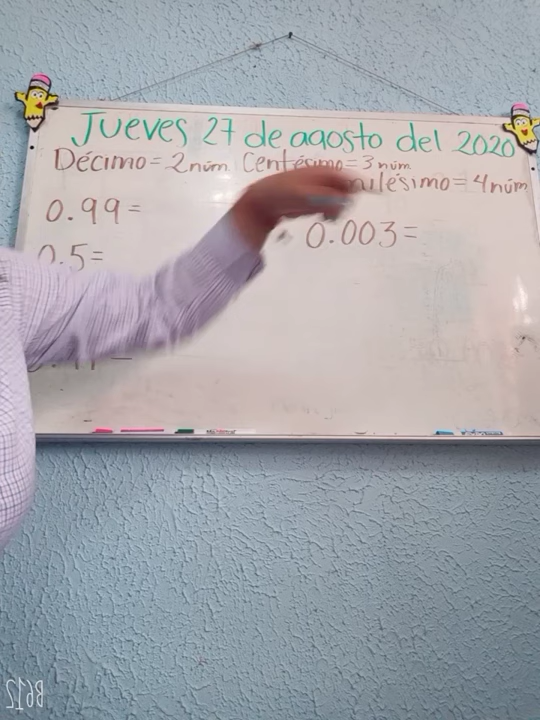 Jueves 27 de agosto del 2020
Décimo = 2 núm Centésimo = 3 núm
milésimo = 4 núm
0.99 =
0.003 =
0.5 =
B612